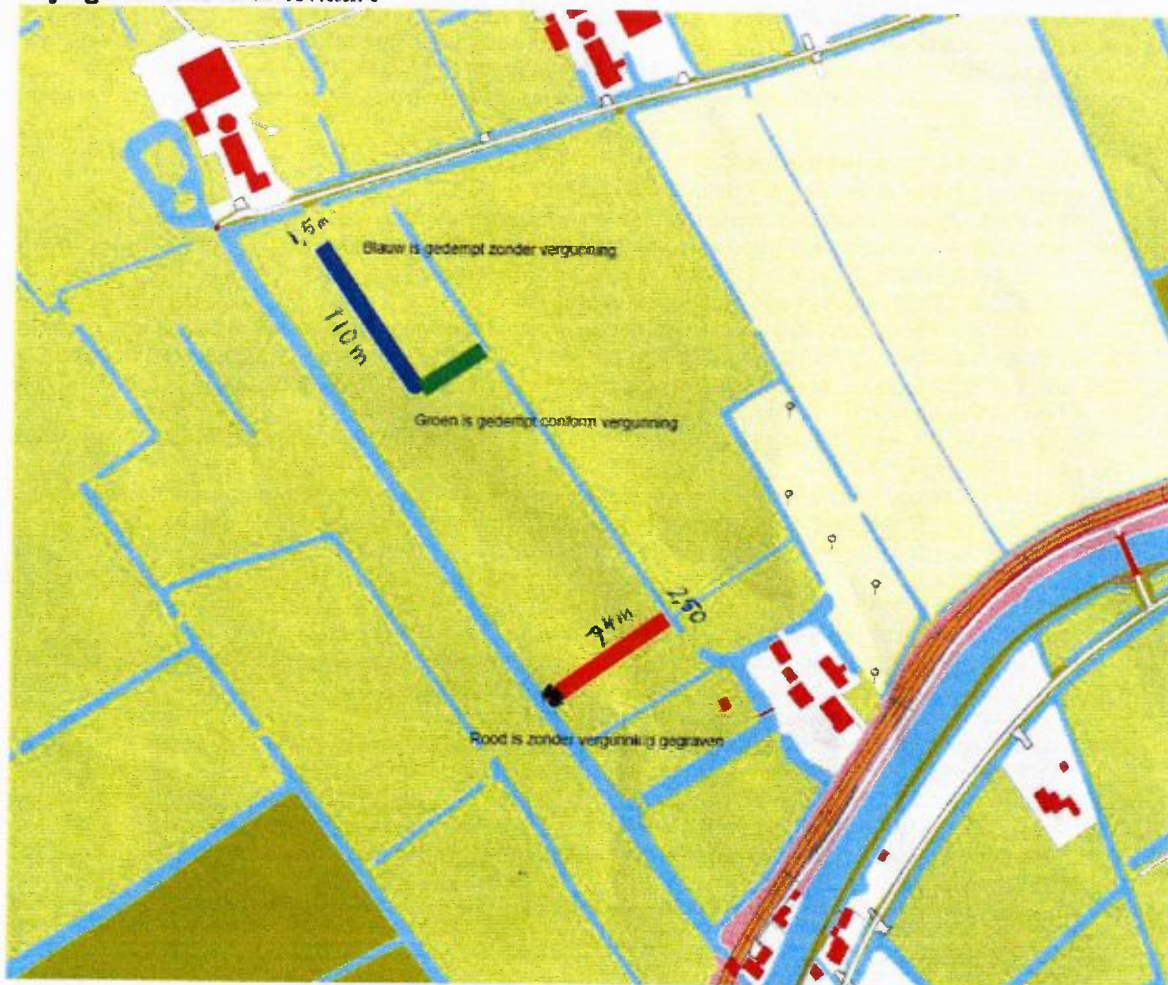 1,5m
Blauw is gedempt zonder vergunning
110m
Groen is gedempt conform vergunning
94m
2,50
Rood is zonder vergunning gegraven